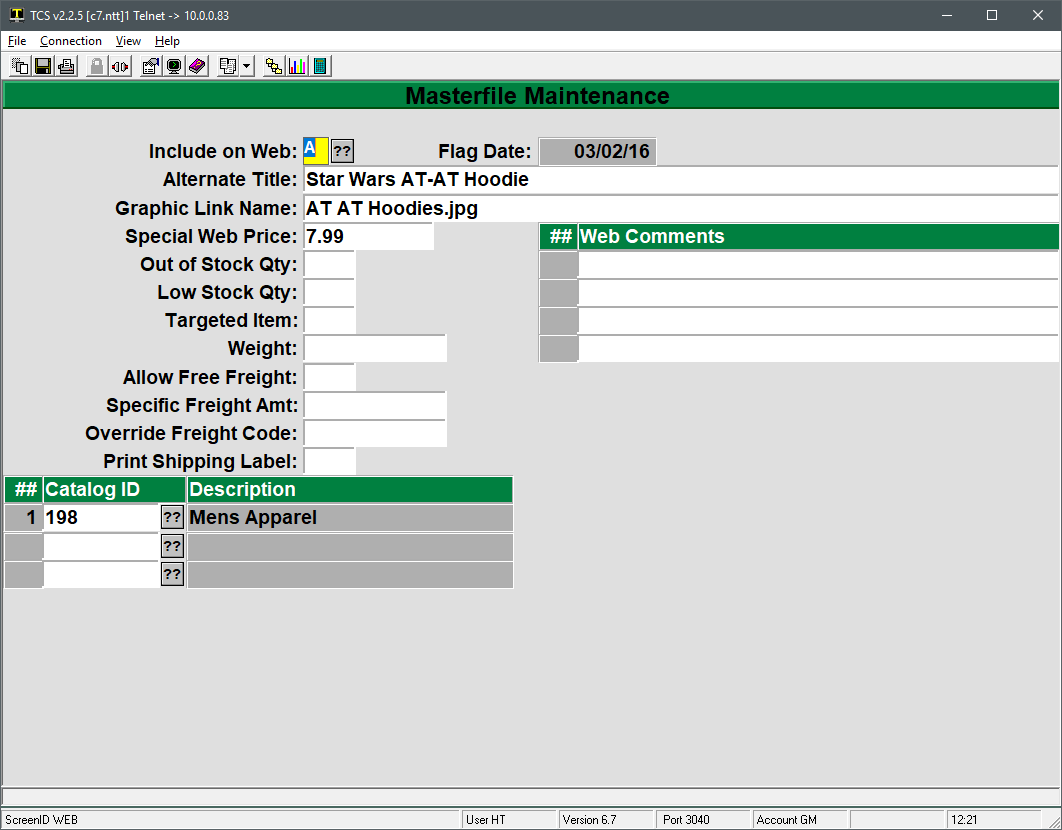 TCS v2.2.5 [c7.ntt]1 Telnet -> 10.0.0.83
File Connection View Help
Masterfile Maintenance
Include on Web: A ?? Flag Date: 03/02/16
Alternate Title: Star Wars AT-AT Hoodie
Graphic Link Name: AT AT Hoodies.jpg
Special Web Price: 7.99 ## Web Comments
Out of Stock Qty:
Low Stock Qty:
Targeted Item:
Weight:
Allow Free Freight:
Specific Freight Amt:
Override Freight Code:
Print Shipping Label:
## Catalog ID Description
1 198 ?? Mens Apparel
??
??
ScreenID WEB User HT Version 6.7 Port 3040 Account GM 12:21